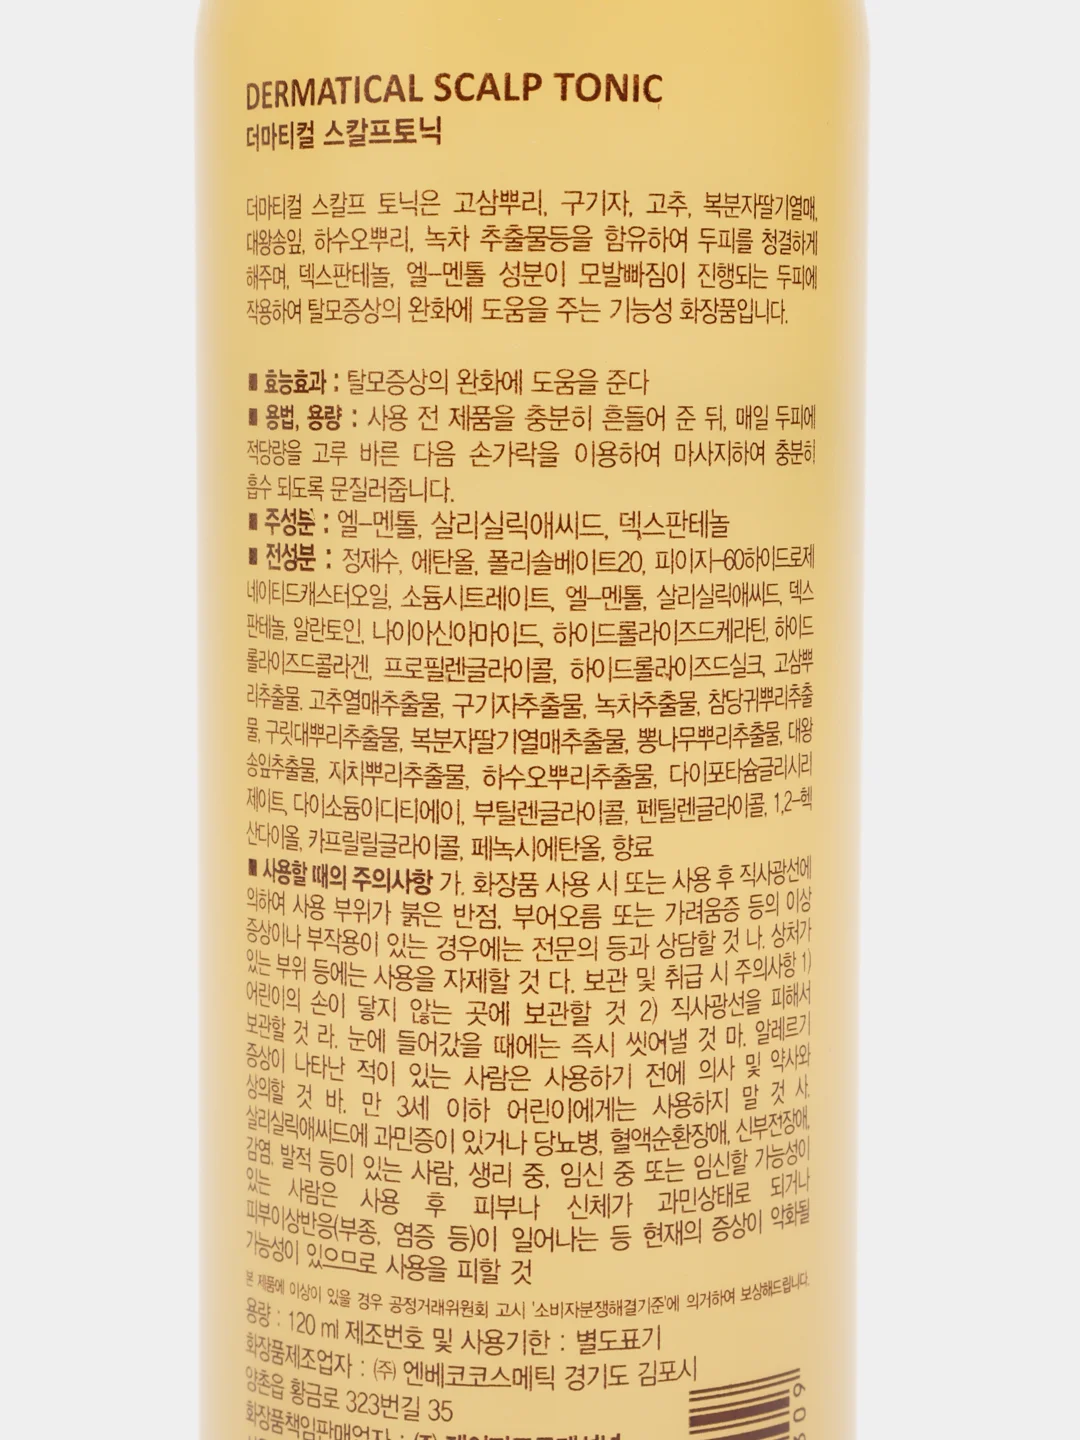 DERMATICAL SCALP TONIC
더마티컬 스칼프토닉
더마티컬 스칼프 토닉은 고삼뿌리, 구기자, 고추, 복분자딸기열매,
대왕송잎, 하수오뿌리, 녹차 추출물등을 함유하여 두피를 청결하게
해주며, 덱스판테놀, 엘-멘톨 성분이 모발빠짐이 진행되는 두피에
작용하여 탈모증상의 완화에 도움을 주는 기능성 화장품입니다.
■ 효능효과 : 탈모증상의 완화에 도움을 준다
■ 용법, 용량 : 사용 전 제품을 충분히 흔들어 준 뒤, 매일 두피에
적당량을 고루 바른 다음 손가락을 이용하여 마사지하여 충분히
흡수 되도록 문질러줍니다.
■ 주성분 : 엘-멘톨, 살리실릭애씨드, 덱스판테놀
■ 전성분 : 정제수, 에탄올, 폴리솔베이트20, 피이지-60하이드로제
네이티드캐스터오일, 소듐시트레이트, 엘-멘톨, 살리실릭애씨드, 덱스
판테놀, 알란토인, 나이아신아마이드, 하이드롤라이즈드케라틴, 하이드
롤라이즈드콜라겐, 프로필렌글라이콜, 하이드롤라이즈드실크, 고삼뿌
리추출물. 고추열매추출물, 구기자추출물, 녹차추출물, 참당귀뿌리추출
물, 구릿대뿌리추출물, 복분자딸기열매추출물, 뽕나무뿌리추출물, 대왕
송잎추출물, 지치뿌리추출물, 하수오뿌리추출물, 다이포타슘글리시리
제이트, 다이소듐이디티에이, 부틸렌글라이콜, 펜틸렌글라이콜, 1,2-헥
산다이올, 카프릴릴글라이콜, 페녹시에탄올, 향료
■ 사용할 때의 주의사항 가. 화장품 사용 시 또는 사용 후 직사광선에
의하여 사용 부위가 붉은 반점, 부어오름 또는 가려움증 등의 이상
증상이나 부작용이 있는 경우에는 전문의 등과 상담할 것 나. 상처가
있는 부위 등에는 사용을 자제할 것 다. 보관 및 취급 시 주의사항 1)
어린이의 손이 닿지 않는 곳에 보관할 것 2) 직사광선을 피해서
보관할 것 라. 눈에 들어갔을 때에는 즉시 씻어낼 것 마. 알레르기
증상이 나타난 적이 있는 사람은 사용하기 전에 의사 및 약사와
상의할 것 바. 만 3세 이하 어린이에게는 사용하지 말 것 사.
살리실릭애씨드에 과민증이 있거나 당뇨병, 혈액순환장애, 신부전장애,
감염, 발적 등이 있는 사람, 생리 중, 임신 중 또는 임신할 가능성이
있는 사람은 사용 후 피부나 신체가 과민상태로 되거나
피부이상반응(부종, 염증 등)이 일어나는 등 현재의 증상이 악화될
가능성이 있으므로 사용을 피할 것
본 제품에 이상이 있을 경우 공정거래위원회 고시 '소비자분쟁해결기준'에 의거하여 보상해드립니다.
용량 : 120 ml 제조번호 및 사용기한 : 별도표기
화장품제조업자 : ㈜ 엔베코코스메틱 경기도 김포시
양촌읍 황금로 323번길 35
화장품책임판매업자 : ㈜